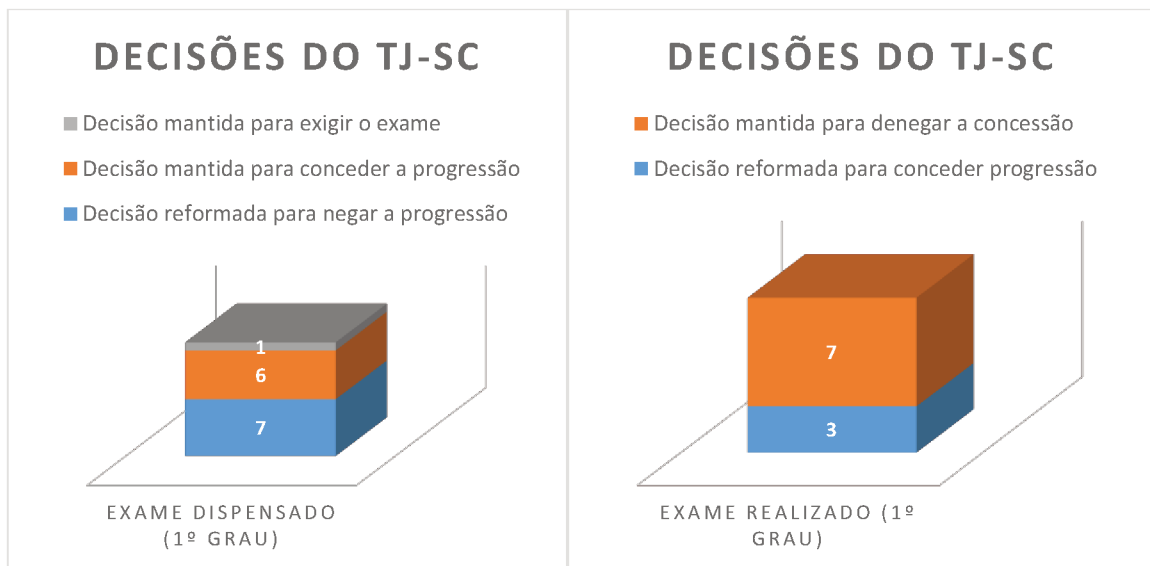 DECISÕES DO TJ-SC
Decisão mantida para exigir o exame
Decisão mantida para conceder a progressão
Decisão reformada para negar a progressão
1
6
7
EXAME DISPENSADO
(1º GRAU)
DECISÕES DO TJ-SC
Decisão mantida para denegar a concessão
Decisão reformada para conceder progressão
7
3
EXAME REALIZADO (1º
GRAU)